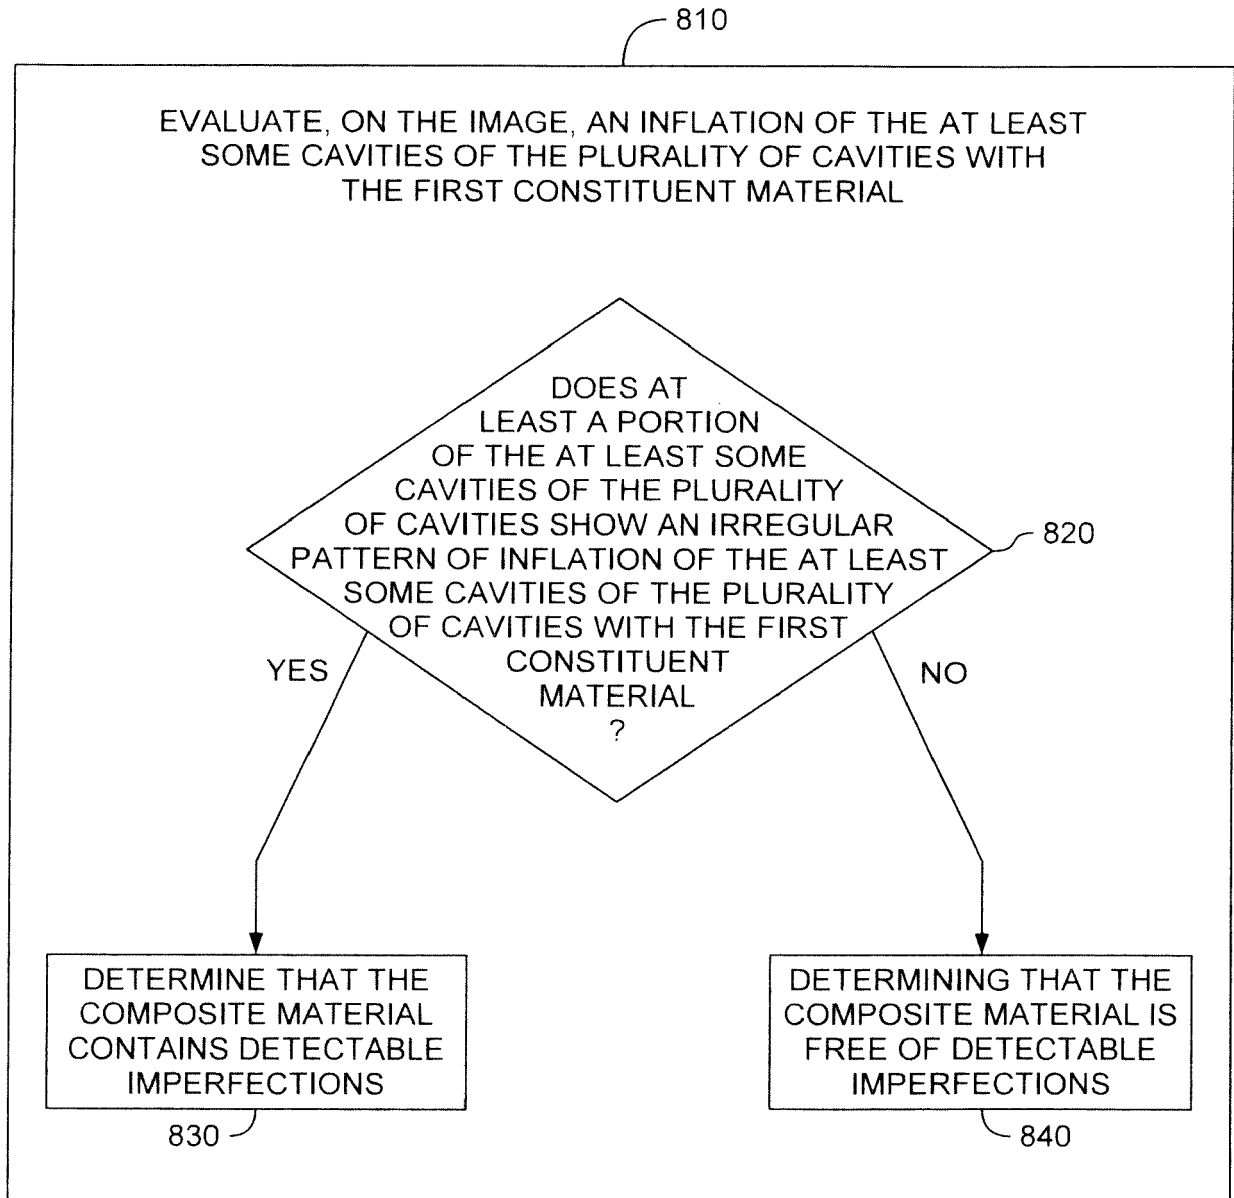 810
EVALUATE, ON THE IMAGE, AN INFLATION OF THE AT LEAST
SOME CAVITIES OF THE PLURALITY OF CAVITIES WITH
THE FIRST CONSTITUENT MATERIAL
DOES AT
LEAST A PORTION
OF THE AT LEAST SOME
CAVITIES OF THE PLURALITY
OF CAVITIES SHOW AN IRREGULAR
PATTERN OF INFLATION OF THE AT LEAST
SOME CAVITIES OF THE PLURALITY
OF CAVITIES WITH THE FIRST
CONSTITUENT
MATERIAL
?
820
YES
NO
DETERMINE THAT THE
COMPOSITE MATERIAL
CONTAINS DETECTABLE
IMPERFECTIONS
830
DETERMINING THAT THE
COMPOSITE MATERIAL IS
FREE OF DETECTABLE
IMPERFECTIONS
840